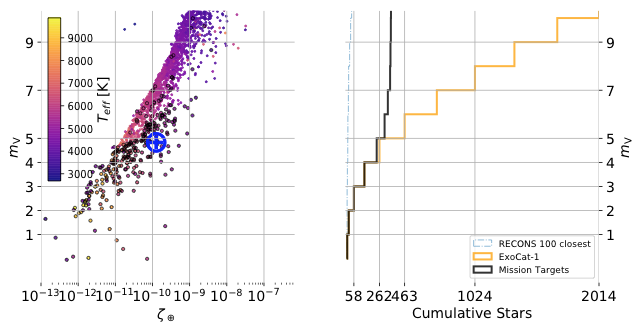 9
7
5
4
3
2
1
m_V
9000
8000
7000
6000
5000
4000
3000
T_eff [K]
10^−13 10^−12 10^−11 10^−10 10^−9 10^−8 10^−7
ζ_⊕
9
7
5
4
3
2
1
m_V
RECONS 100 closest
ExoCat-1
Mission Targets
58 262 463 1024 2014
Cumulative Stars